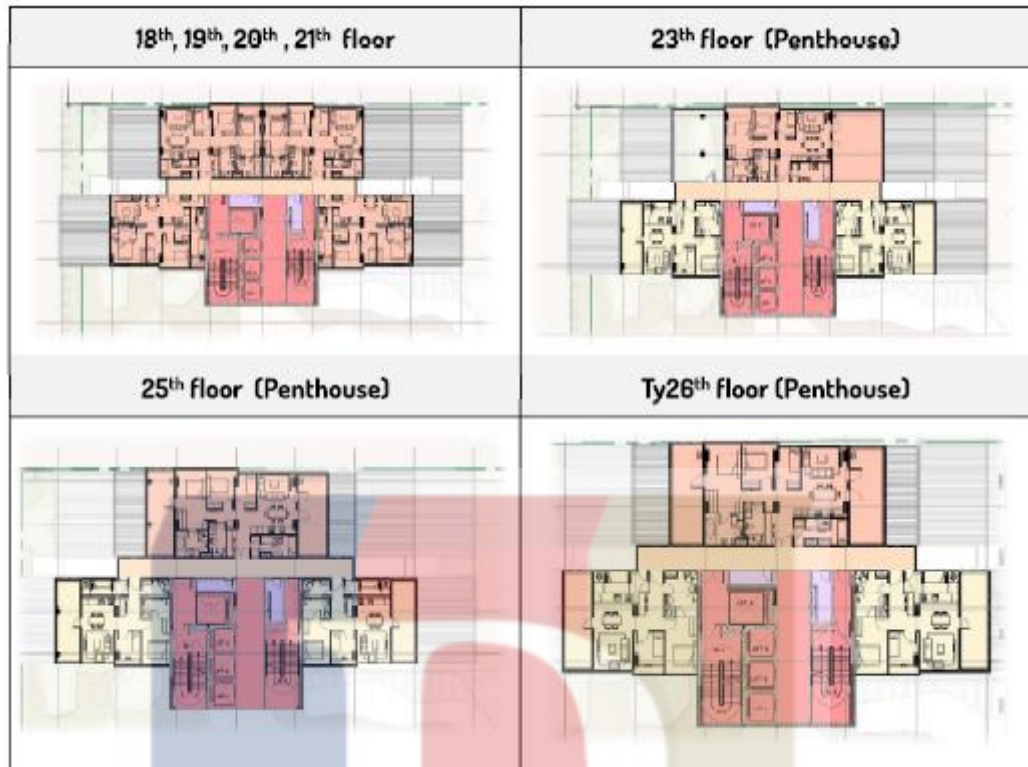 18th, 19th, 20th , 21th floor
23th floor (Penthouse)
25th floor (Penthouse)
Ty26th floor (Penthouse)